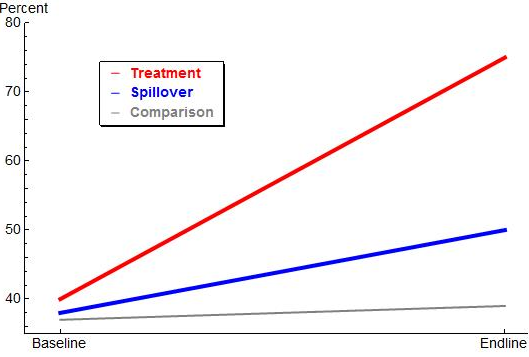 Percent
80
70
60
50
40
Treatment
Spillover
Comparison
Baseline
Endline